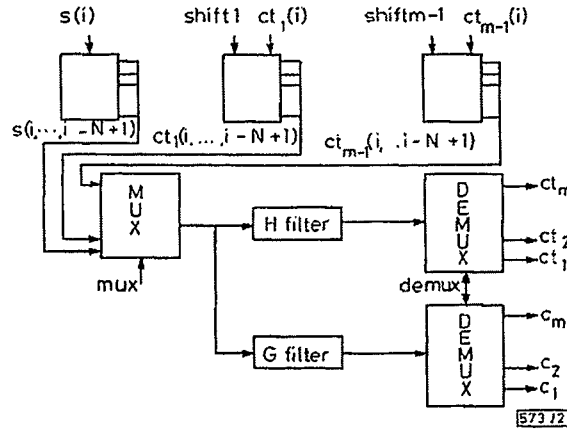 s(i) shift1 ct₁(i) shiftm-1 ctₘ₋₁(i)
s(i,...,i-N+1) ct₁(i,...,i-N+1) ctₘ₋₁(i, .i-N+1)
MUX
mux
H filter
G filter
DEMUX
ctₘ
ct₂
ct₁
demux
DEMUX
cₘ
c₂
c₁
573/2